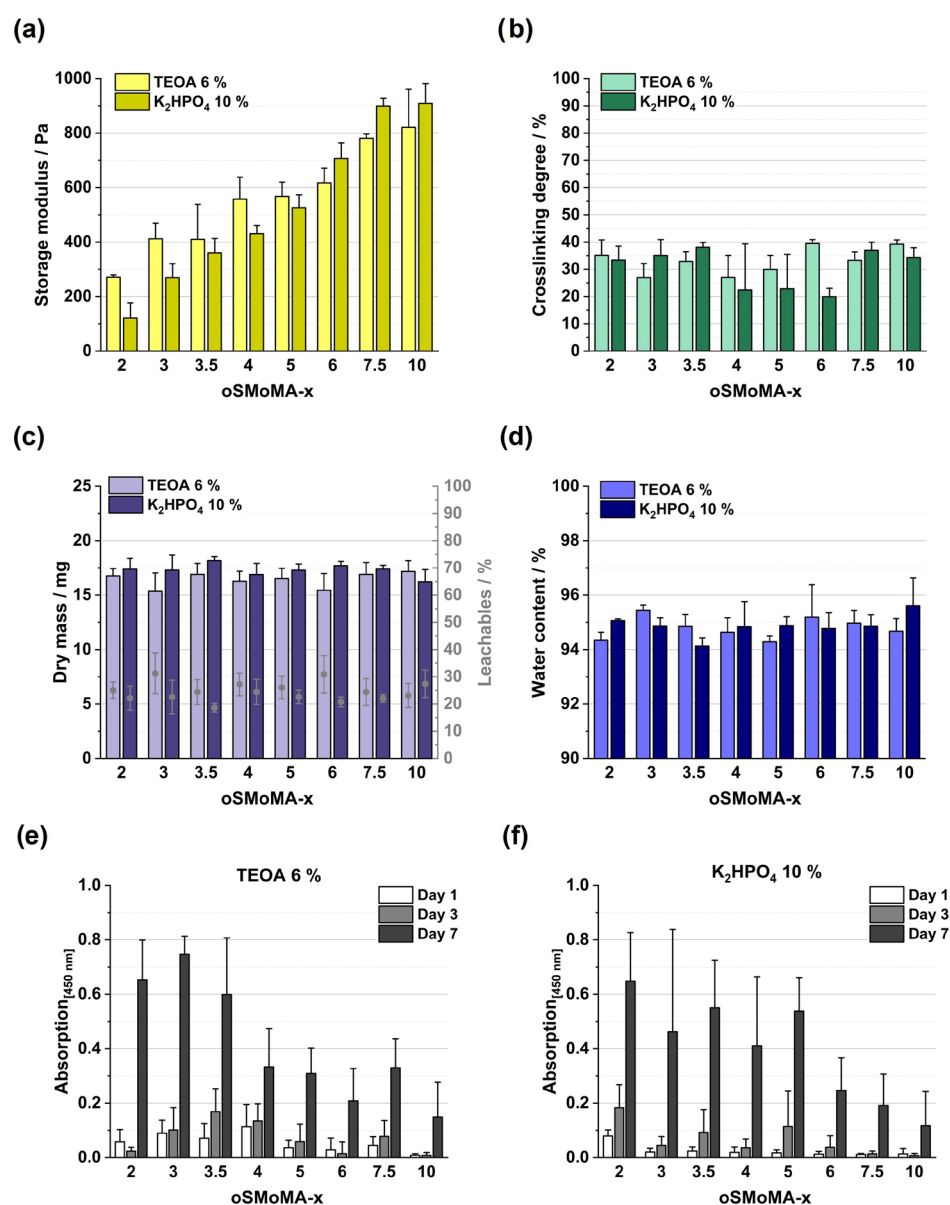 (a)
TEOA 6 %
K₂HPO₄ 10 %
Storage modulus / Pa
1000
800
600
400
200
0
2 3 3.5 4 5 6 7.5 10
oSMoMA-x
(b)
TEOA 6 %
K₂HPO₄ 10 %
Crosslinking degree / %
100
90
80
70
60
50
40
30
20
10
0
2 3 3.5 4 5 6 7.5 10
oSMoMA-x
(c)
TEOA 6 %
K₂HPO₄ 10 %
Dry mass / mg
25
20
15
10
5
0
Leachables / %
100
90
80
70
60
50
40
30
20
10
0
2 3 3.5 4 5 6 7.5 10
oSMoMA-x
(d)
TEOA 6 %
K₂HPO₄ 10 %
Water content / %
100
98
96
94
92
90
2 3 3.5 4 5 6 7.5 10
oSMoMA-x
(e)
TEOA 6 %
Day 1
Day 3
Day 7
Absorption[450 nm]
1.0
0.8
0.6
0.4
0.2
0.0
2 3 3.5 4 5 6 7.5 10
oSMoMA-x
(f)
K₂HPO₄ 10 %
Day 1
Day 3
Day 7
Absorption[450 nm]
1.0
0.8
0.6
0.4
0.2
0.0
2 3 3.5 4 5 6 7.5 10
oSMoMA-x